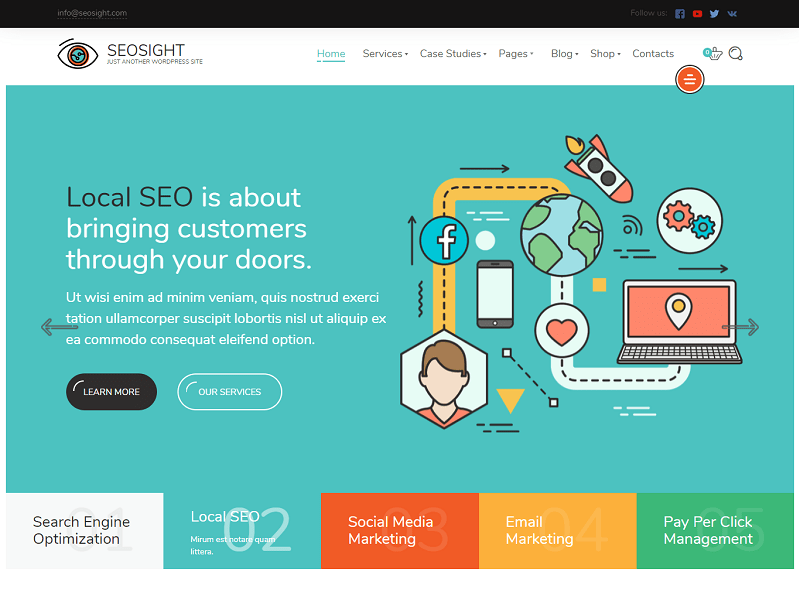 info@seosight.com
Follow us:
SEOSIGHT
JUST ANOTHER WORDPRESS SITE
Home Services Case Studies Pages Blog Shop Contacts
0
Local SEO is about
bringing customers
through your doors.
Ut wisi enim ad minim veniam, quis nostrud exerci
tation ullamcorper suscipit lobortis nisl ut aliquip ex
ea commodo consequat eleifend option.
LEARN MORE
OUR SERVICES
01
Search Engine
Optimization
02
Local SEO
Mirum est notare quam
littera.
03
Social Media
Marketing
04
Email
Marketing
05
Pay Per Click
Management